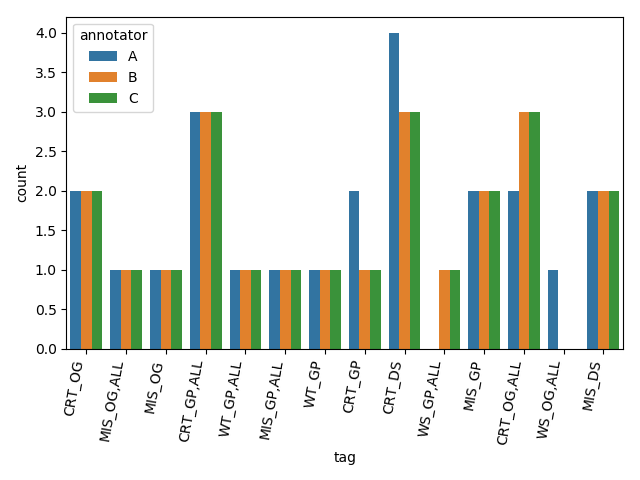 annotator
A
B
C
count
4.0
3.5
3.0
2.5
2.0
1.5
1.0
0.5
0.0
CRT_OG
MIS_OG,ALL
MIS_OG
CRT_GP,ALL
WT_GP,ALL
MIS_GP,ALL
WT_GP
CRT_GP
CRT_DS
WS_GP,ALL
MIS_GP
CRT_OG,ALL
WS_OG,ALL
MIS_DS
tag